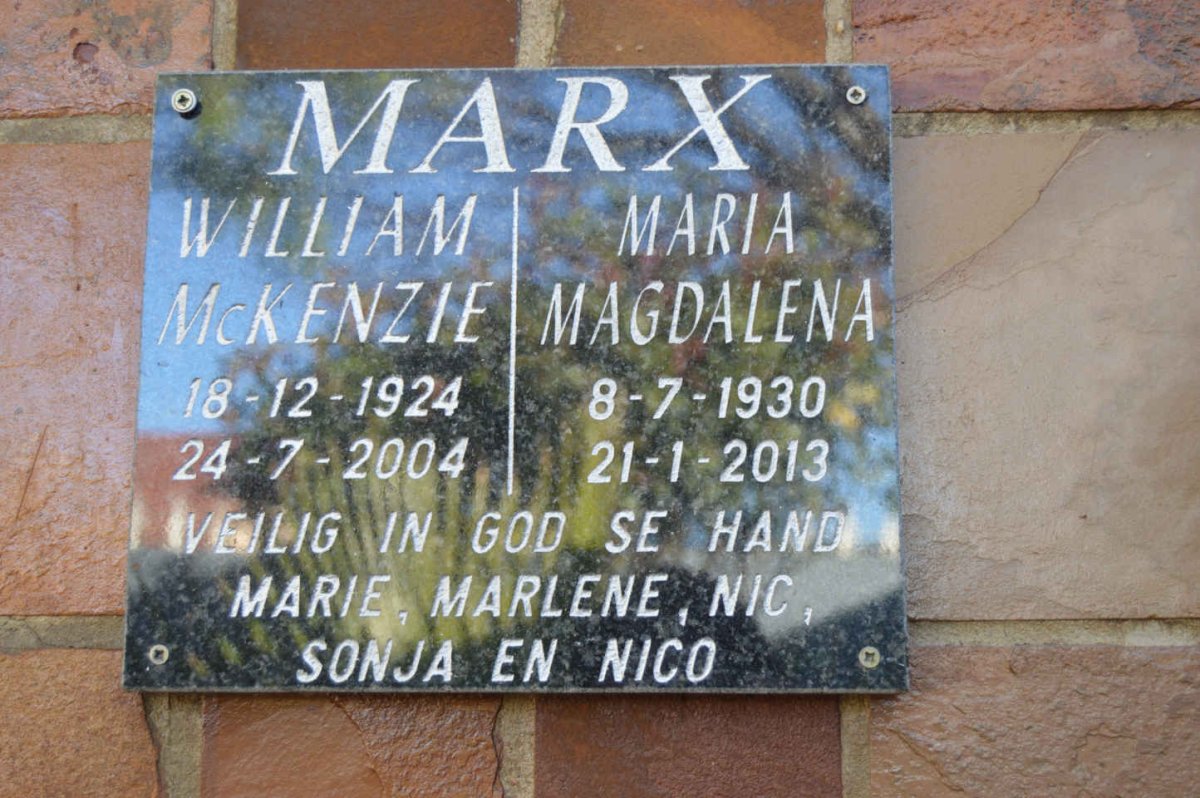 MARX
WILLIAM
McKENZIE
18-12-1924
24-7-2004
MARIA
MAGDALENA
8-7-1930
21-1-2013
VEILIG IN GOD SE HAND
MARIE, MARLENE, NIC,
SONJA EN NICO